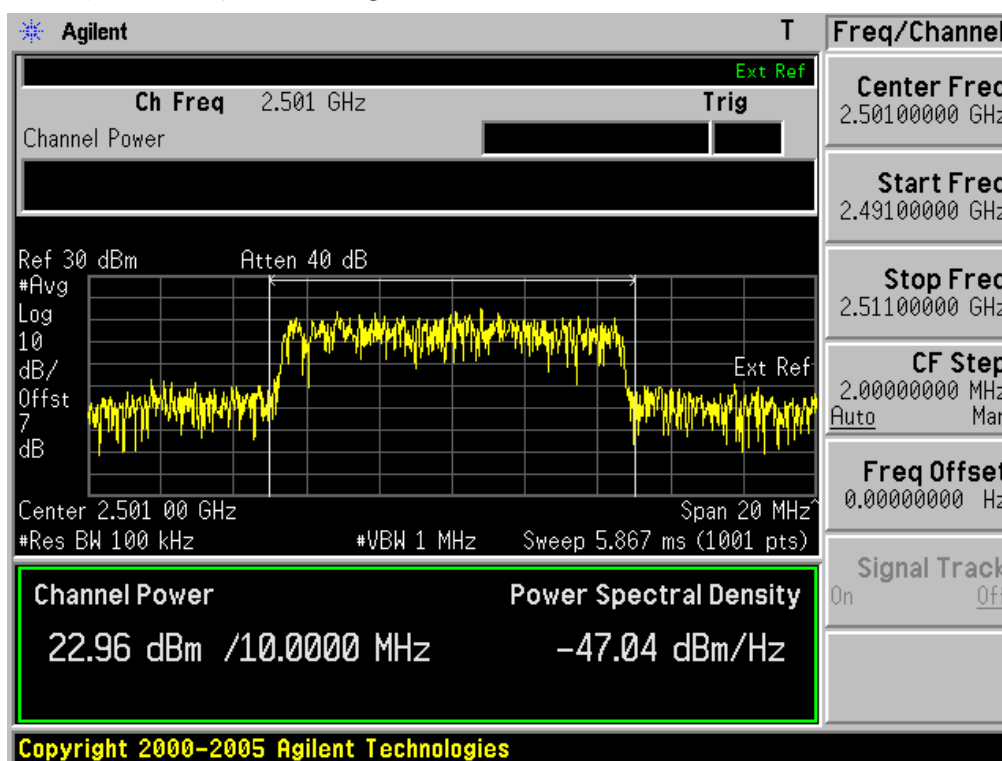 Agilent T
Freq/Channel
Ext Ref
Ch Freq 2.501 GHz Trig
Channel Power
Center Freq
2.50100000 GHz
Start Freq
2.49100000 GHz
Stop Freq
2.51100000 GHz
CF Step
2.00000000 MHz
Auto Man
Freq Offset
0.00000000 Hz
Signal Track
On Off
Ref 30 dBm Atten 40 dB
#Avg
Log
10
dB/
Offst
7
dB
Ext Ref
Center 2.501 00 GHz Span 20 MHz^
#Res BW 100 kHz #VBW 1 MHz Sweep 5.867 ms (1001 pts)
Channel Power Power Spectral Density
22.96 dBm /10.0000 MHz -47.04 dBm/Hz
Copyright 2000-2005 Agilent Technologies